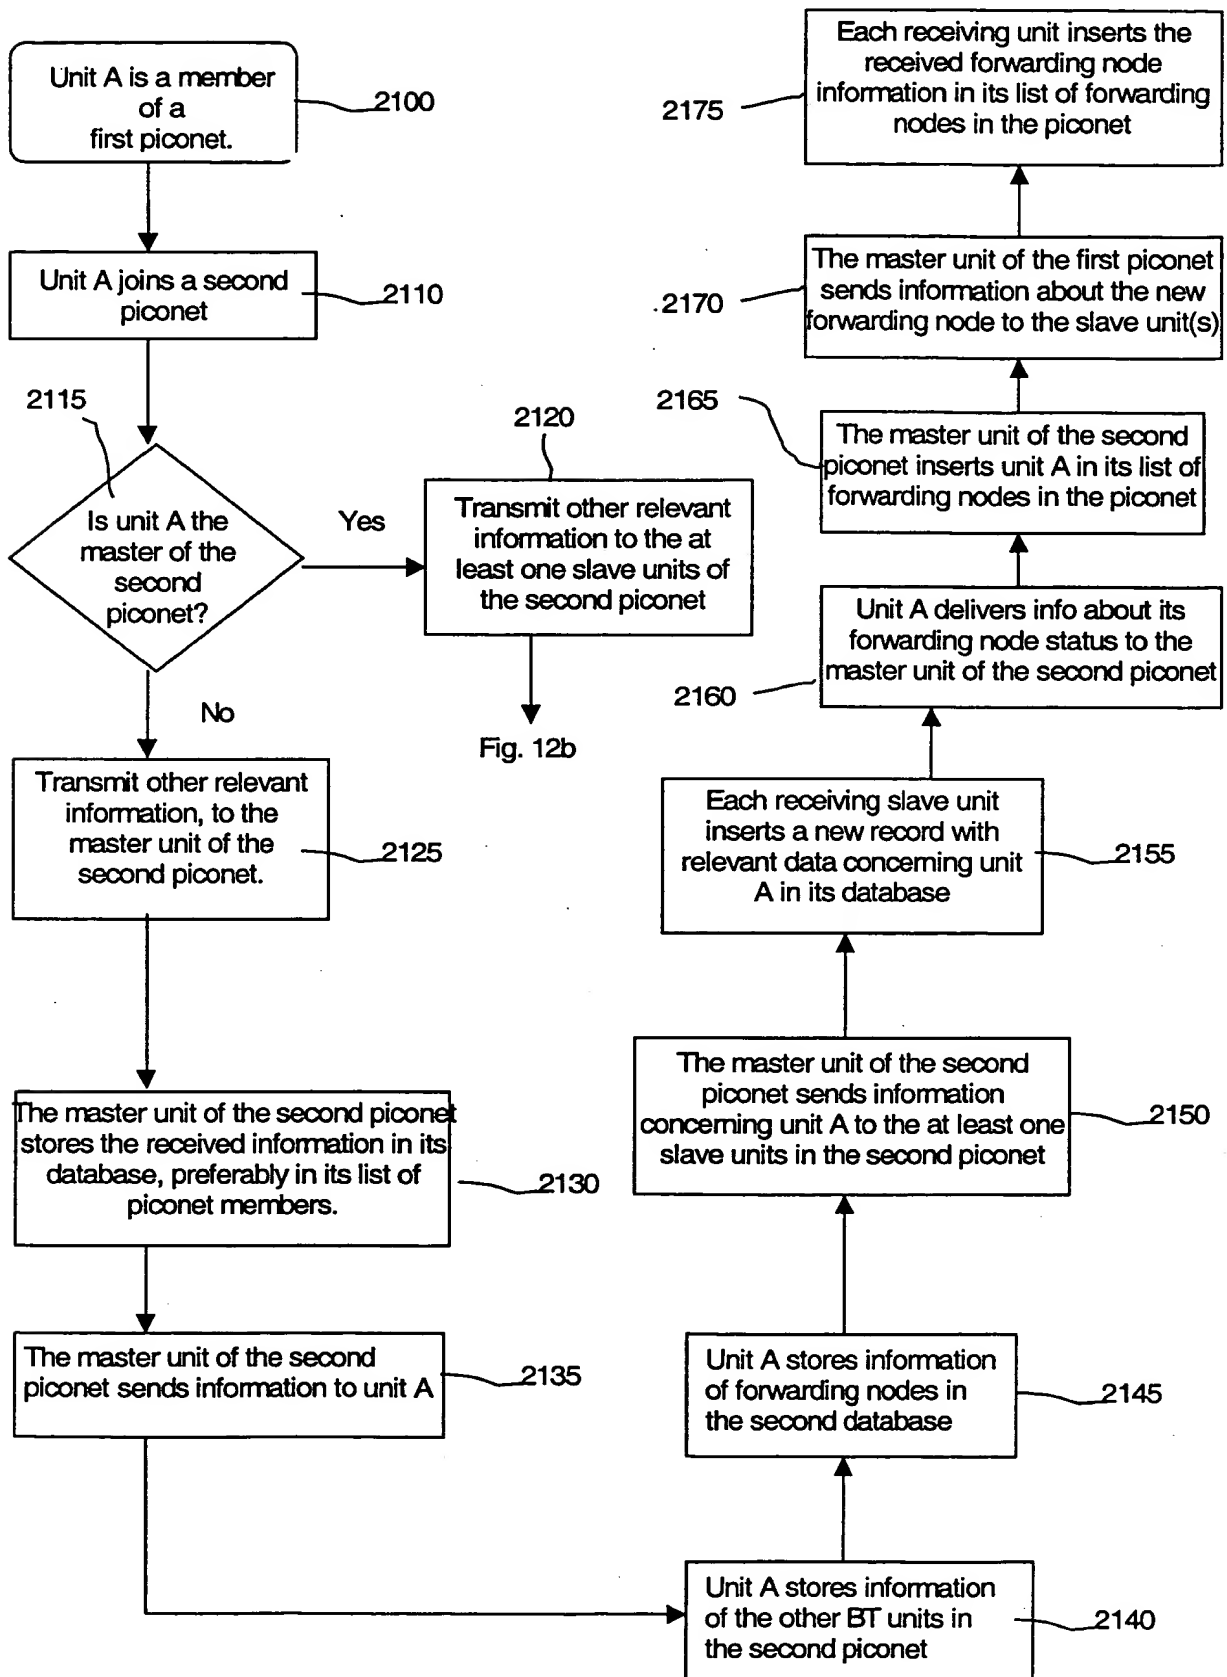 Unit A is a member
of a
first piconet.
2100
Unit A joins a second
piconet
2110
2115
Is unit A the
master of the
second
piconet?
Yes
2120
Transmit other relevant
information to the at
least one slave units of
the second piconet
Fig. 12b
No
Transmit other relevant
information, to the
master unit of the
second piconet.
2125
The master unit of the second piconet
stores the received information in its
database, preferably in its list of
piconet members.
2130
The master unit of the second
piconet sends information to unit A
2135
Unit A stores information
of the other BT units in
the second piconet
2140
Unit A stores information
of forwarding nodes in
the second database
2145
The master unit of the second
piconet sends information
concerning unit A to the at least one
slave units in the second piconet
2150
Each receiving slave unit
inserts a new record with
relevant data concerning unit
A in its database
2155
Unit A delivers info about its
forwarding node status to the
master unit of the second piconet
2160
The master unit of the second
piconet inserts unit A in its list of
forwarding nodes in the piconet
2165
The master unit of the first piconet
sends information about the new
forwarding node to the slave unit(s)
2170
Each receiving unit inserts the
received forwarding node
information in its list of forwarding
nodes in the piconet
2175